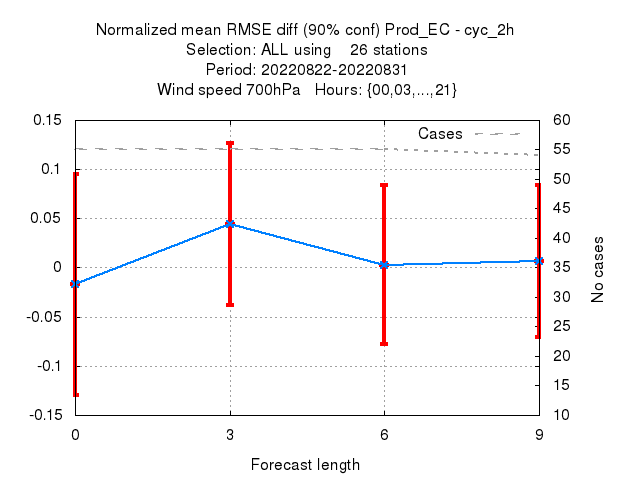 Normalized mean RMSE diff (90% conf) Prod_EC - cyc_2h
Selection: ALL using 26 stations
Period: 20220822-20220831
Wind speed 700hPa Hours: {00,03,...,21}
Cases
0.15
0.1
0.05
0
-0.05
-0.1
-0.15
60
55
50
45
40
35
30
25
20
15
10
No cases
0 3 6 9
Forecast length